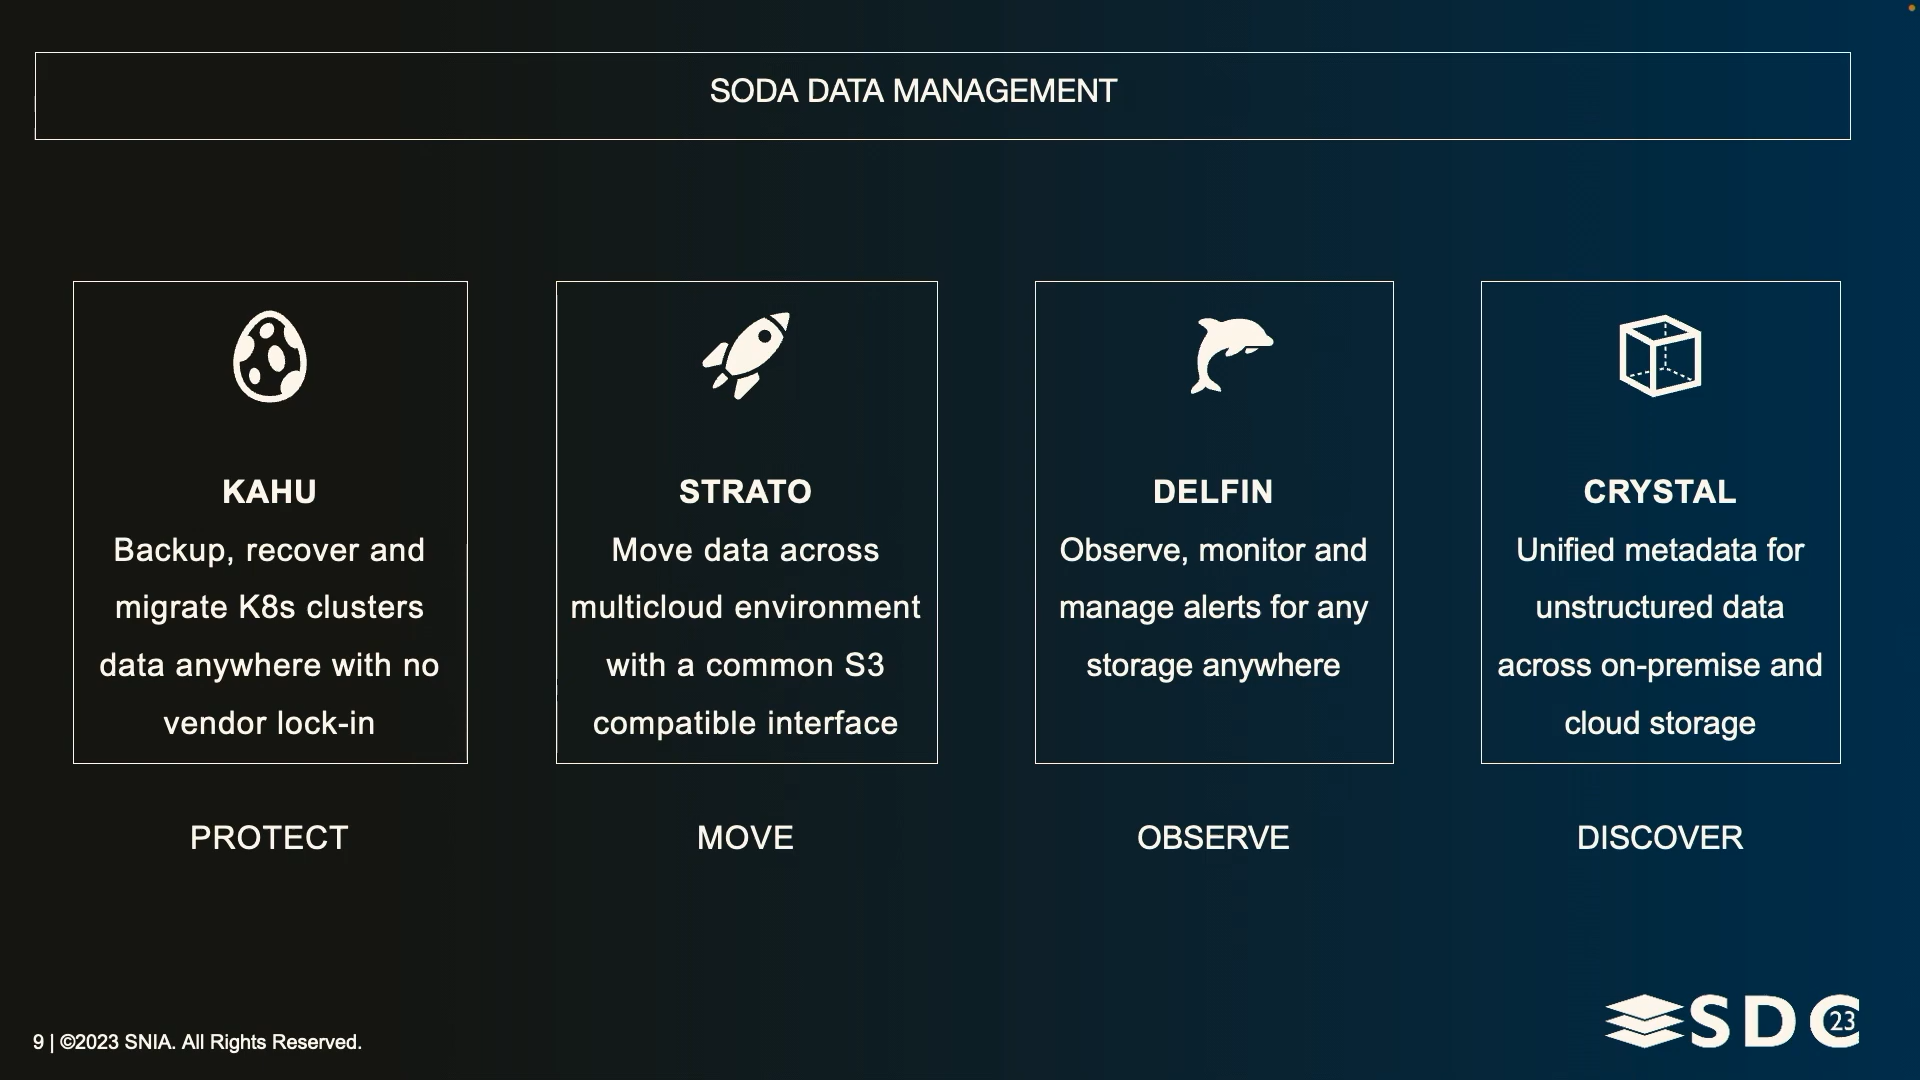 SODA DATA MANAGEMENT
KAHU
Backup, recover and
migrate K8s clusters
data anywhere with no
vendor lock-in
PROTECT
STRATO
Move data across
multicloud environment
with a common S3
compatible interface
MOVE
DELFIN
Observe, monitor and
manage alerts for any
storage anywhere
OBSERVE
CRYSTAL
Unified metadata for
unstructured data
across on-premise and
cloud storage
DISCOVER
9 | ©2023 SNIA. All Rights Reserved.
SDC 23